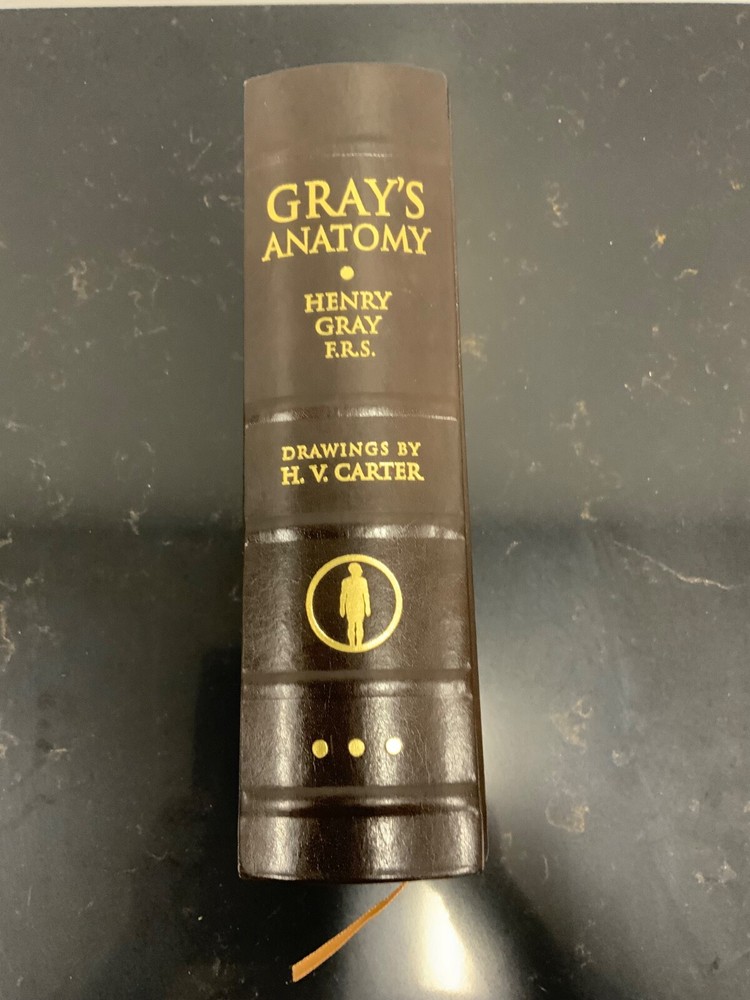 GRAY'S
ANATOMY
HENRY
GRAY
F.R.S.
DRAWINGS BY
H. V. CARTER